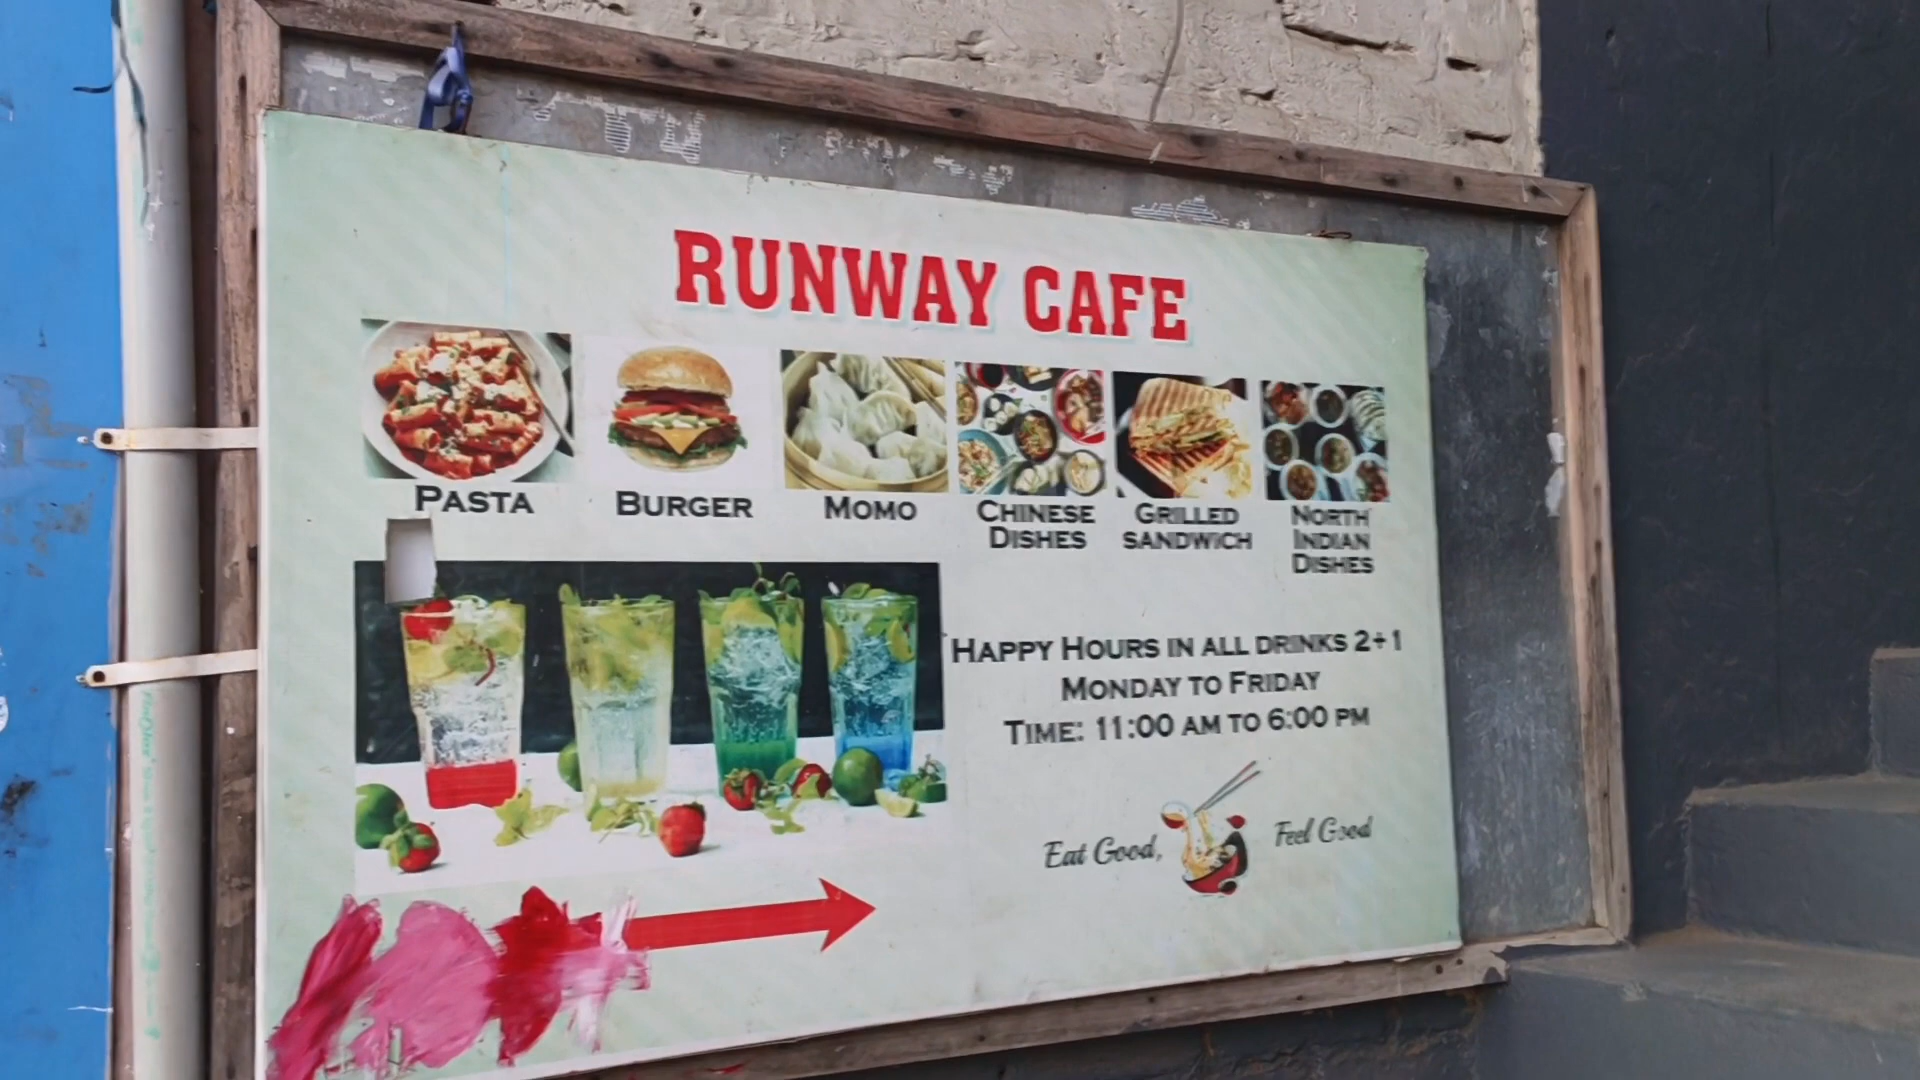 RUNWAY CAFE
PASTA
BURGER
MOMO
CHINESE
DISHES
GRILLED
SANDWICH
NORTH
INDIAN
DISHES
HAPPY HOURS IN ALL DRINKS 2+1
MONDAY TO FRIDAY
TIME: 11:00 AM TO 6:00 PM
Eat Good,
Feel Good